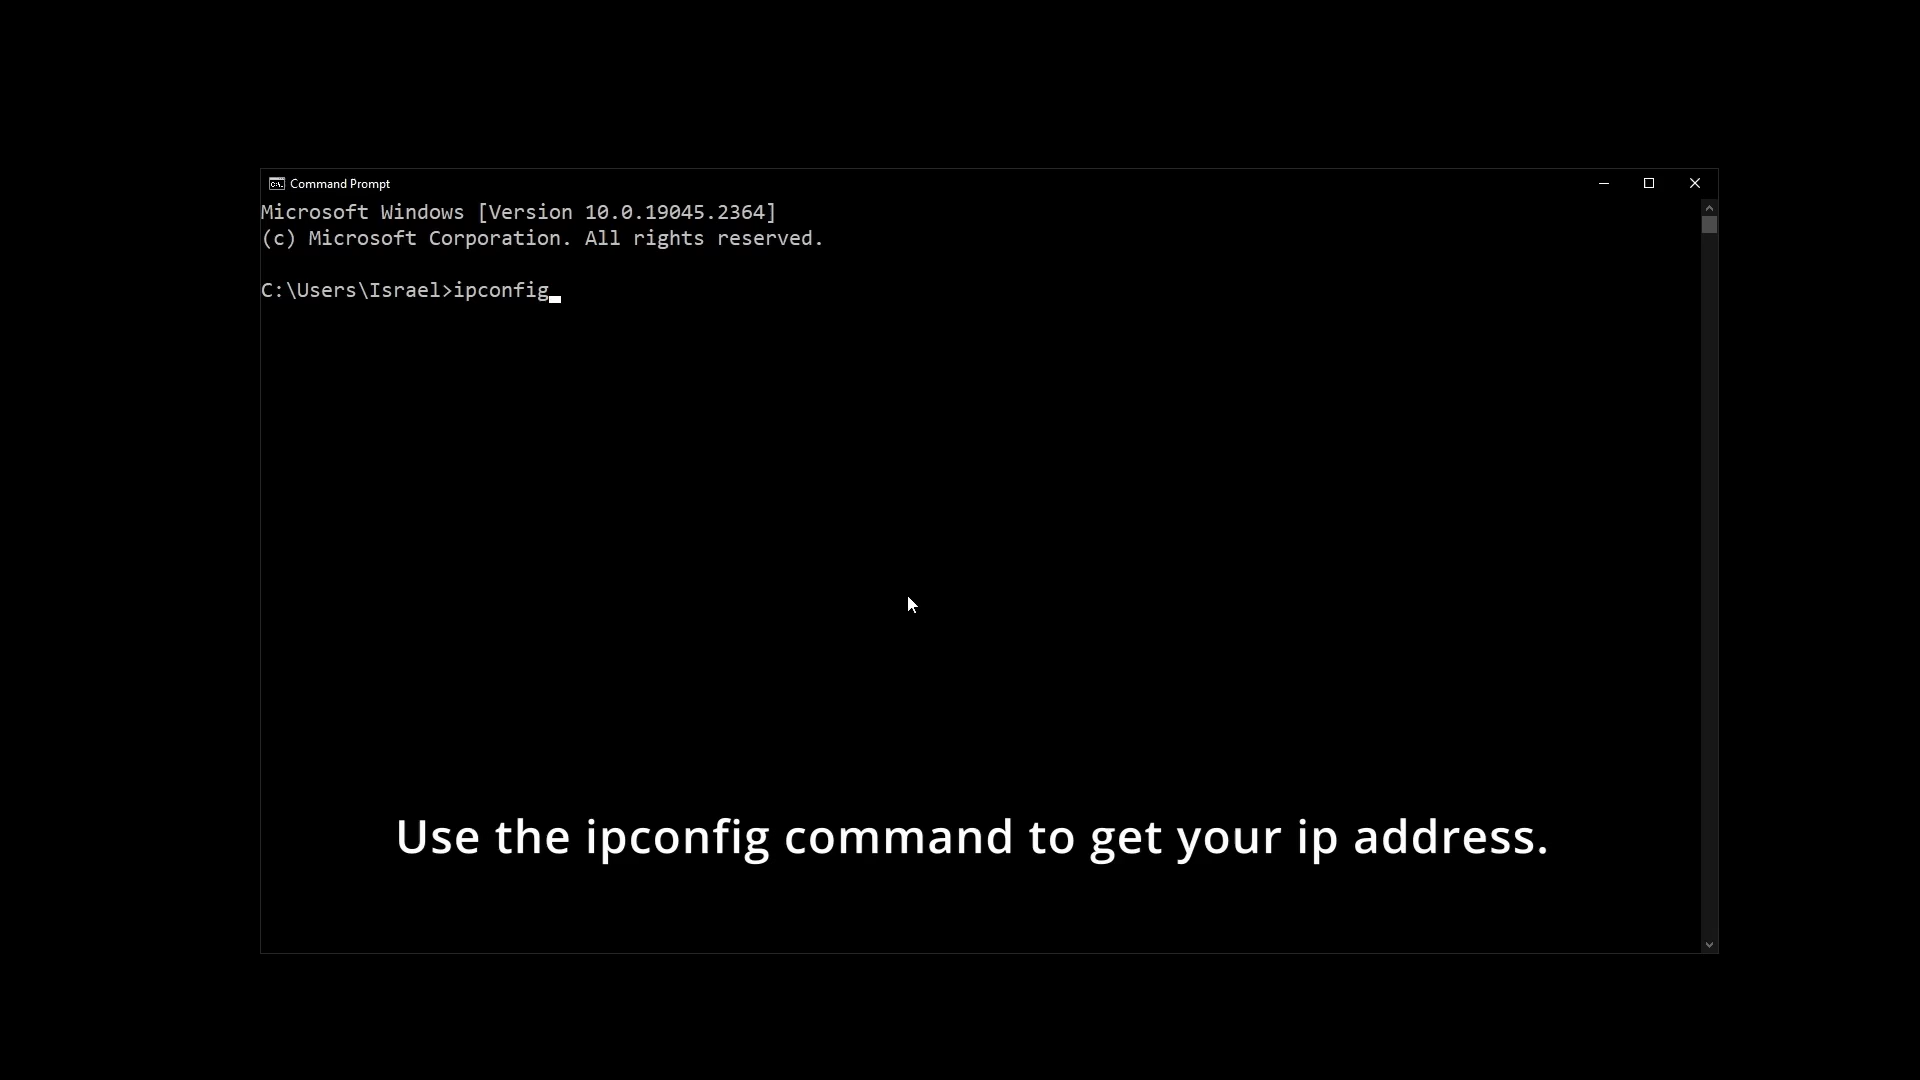 Command Prompt
Microsoft Windows [Version 10.0.19045.2364]
(c) Microsoft Corporation. All rights reserved.
C:\Users\Israel>ipconfig
Use the ipconfig command to get your ip address.